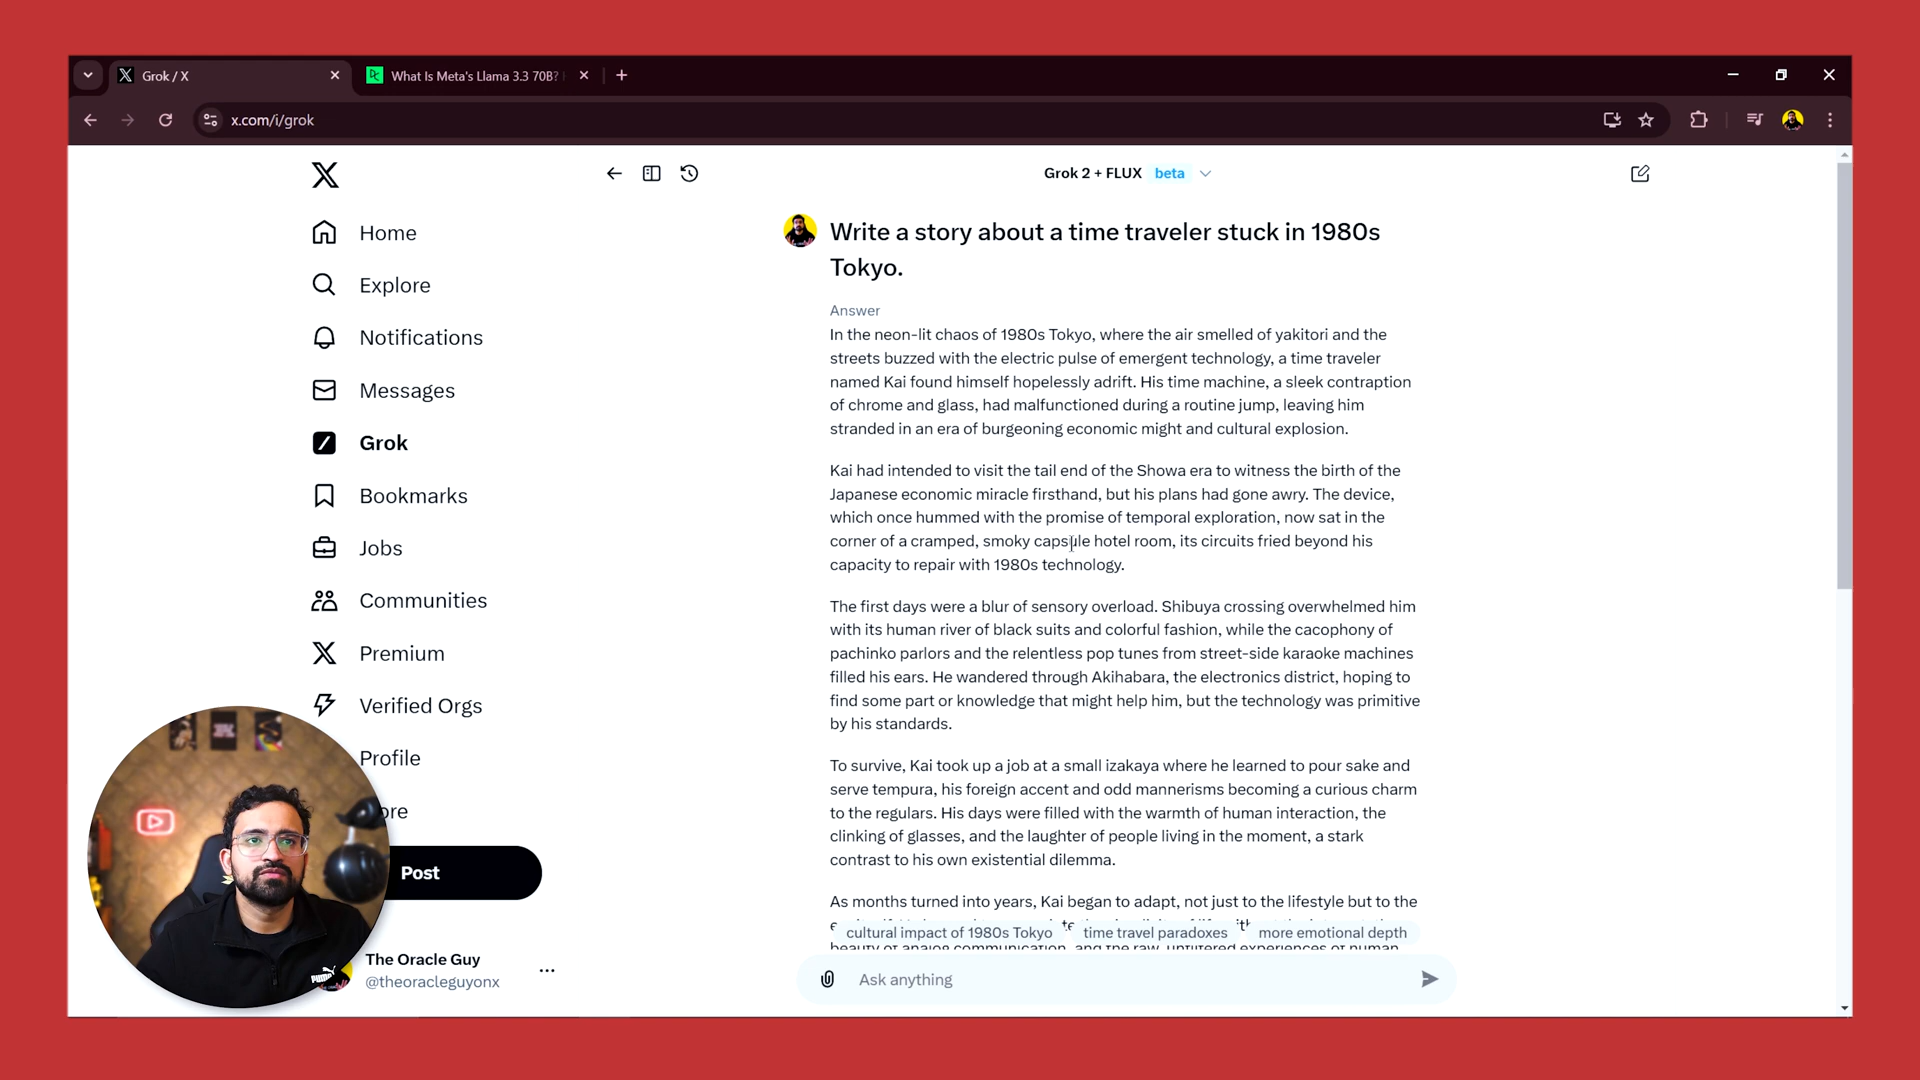 Grok / X
What Is Meta's Llama 3.3 70B?
x.com/i/grok
Grok 2 + FLUX beta
Home
Explore
Notifications
Messages
Grok
Bookmarks
Jobs
Communities
Premium
Verified Orgs
Profile
Post
The Oracle Guy
@theoracleguyonx
Write a story about a time traveler stuck in 1980s
Tokyo.
Answer
In the neon-lit chaos of 1980s Tokyo, where the air smelled of yakitori and the
streets buzzed with the electric pulse of emergent technology, a time traveler
named Kai found himself hopelessly adrift. His time machine, a sleek contraption
of chrome and glass, had malfunctioned during a routine jump, leaving him
stranded in an era of burgeoning economic might and cultural explosion.
Kai had intended to visit the tail end of the Showa era to witness the birth of the
Japanese economic miracle firsthand, but his plans had gone awry. The device,
which once hummed with the promise of temporal exploration, now sat in the
corner of a cramped, smoky capsule hotel room, its circuits fried beyond his
capacity to repair with 1980s technology.
The first days were a blur of sensory overload. Shibuya crossing overwhelmed him
with its human river of black suits and colorful fashion, while the cacophony of
pachinko parlors and the relentless pop tunes from street-side karaoke machines
filled his ears. He wandered through Akihabara, the electronics district, hoping to
find some part or knowledge that might help him, but the technology was primitive
by his standards.
To survive, Kai took up a job at a small izakaya where he learned to pour sake and
serve tempura, his foreign accent and odd mannerisms becoming a curious charm
to the regulars. His days were filled with the warmth of human interaction, the
clinking of glasses, and the laughter of people living in the moment, a stark
contrast to his own existential dilemma.
As months turned into years, Kai began to adapt, not just to the lifestyle but to the
cultural impact of 1980s Tokyo time travel paradoxes more emotional depth
beauty of analog communication, and the raw, unfiltered experiences of human
Ask anything
PUMA